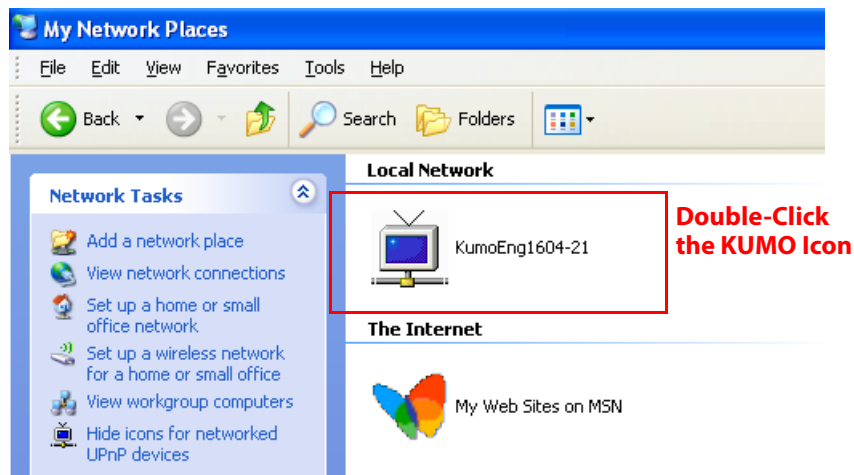 My Network Places
File Edit View Favorites Tools Help
Back Search Folders
Network Tasks
Add a network place
View network connections
Set up a home or small
office network
Set up a wireless network
for a home or small office
View workgroup computers
Hide icons for networked
UPnP devices
Local Network
KumoEng1604-21
Double-Click
the KUMO Icon
The Internet
My Web Sites on MSN